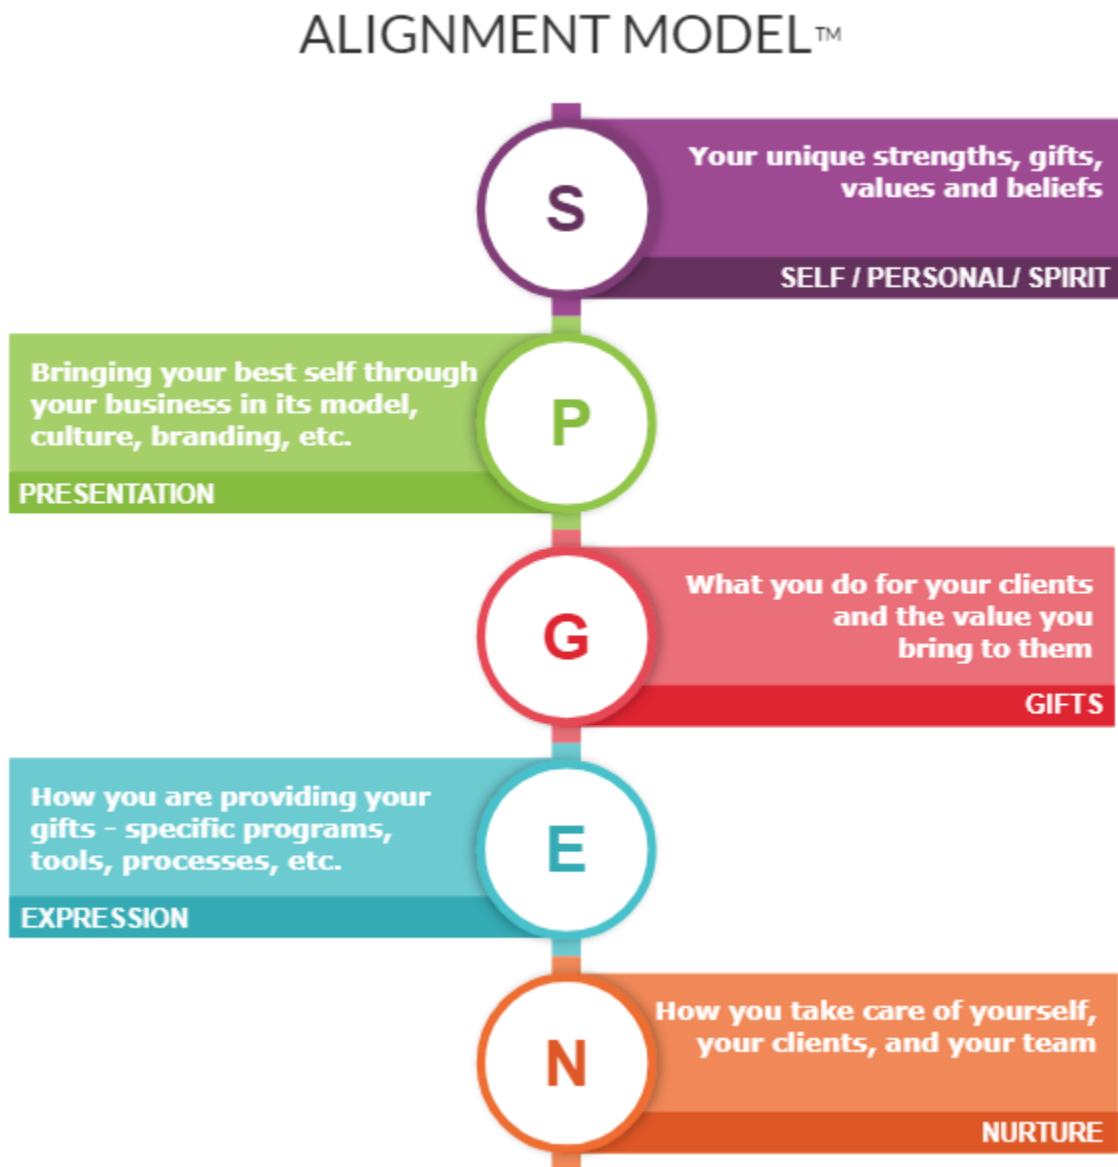 ALIGNMENT MODEL™
S
Your unique strengths, gifts,
values and beliefs
SELF / PERSONAL/ SPIRIT
Bringing your best self through
your business in its model,
culture, branding, etc.
PRESENTATION
P
G
What you do for your clients
and the value you
bring to them
GIFTS
How you are providing your
gifts - specific programs,
tools, processes, etc.
EXPRESSION
E
N
How you take care of yourself,
your clients, and your team
NURTURE